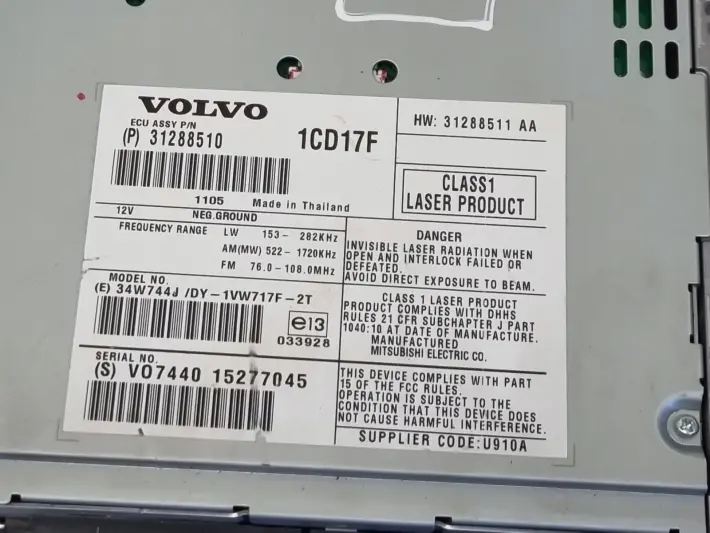 VOLVO
ECU ASSY P/N
(P) 31288510
1CD17F
1105 Made in Thailand
HW: 31288511 AA
CLASS1
LASER PRODUCT
12V NEG.GROUND
FREQUENCY RANGE LW 153- 282KHz
AM(MW) 522- 1720KHz
FM 76.0-108.0MHz
DANGER
INVISIBLE LASER RADIATION WHEN
OPEN AND INTERLOCK FAILED OR
DEFEATED.
AVOID DIRECT EXPOSURE TO BEAM.
MODEL NO.
(E) 34W744J /DY-1VW717F-2T
e13
033928
CLASS 1 LASER PRODUCT
PRODUCT COMPLIES WITH DHHS
RULES 21 CFR SUBCHAPTER J PART
1040:10 AT DATE OF MANUFACTURE.
MANUFACTURED
MITSUBISHI ELECTRIC CO.
SERIAL NO.
(S) VO7440 15277045
THIS DEVICE COMPLIES WITH PART
15 OF THE FCC RULES.
OPERATION IS SUBJECT TO THE
CONDITION THAT THIS DEVICE DOES
NOT CAUSE HARMFUL INTERFERENCE.
SUPPLIER CODE:U910A